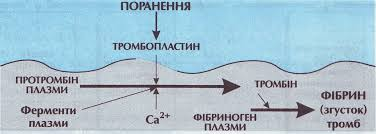 ПОРАНЕННЯ
ТРОМБОПЛАСТИН
ПРОТРОМБІН
ПЛАЗМИ
ТРОМБІН
Ферменти
плазми
Ca2+
ФІБРИНОГЕН
ПЛАЗМИ
ФІБРИН
(згусток)
тромб